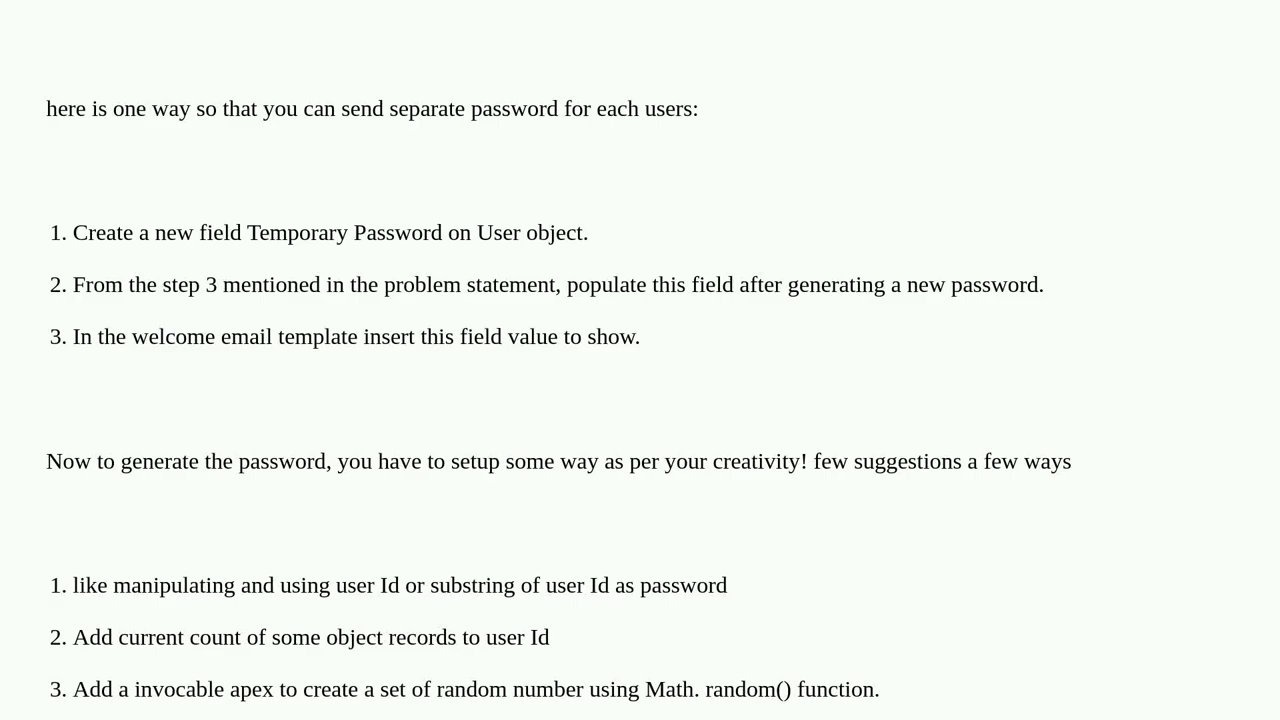 here is one way so that you can send separate password for each users:
1. Create a new field Temporary Password on User object.
2. From the step 3 mentioned in the problem statement, populate this field after generating a new password.
3. In the welcome email template insert this field value to show.
Now to generate the password, you have to setup some way as per your creativity! few suggestions a few ways
1. like manipulating and using user Id or substring of user Id as password
2. Add current count of some object records to user Id
3. Add a invocable apex to create a set of random number using Math. random() function.